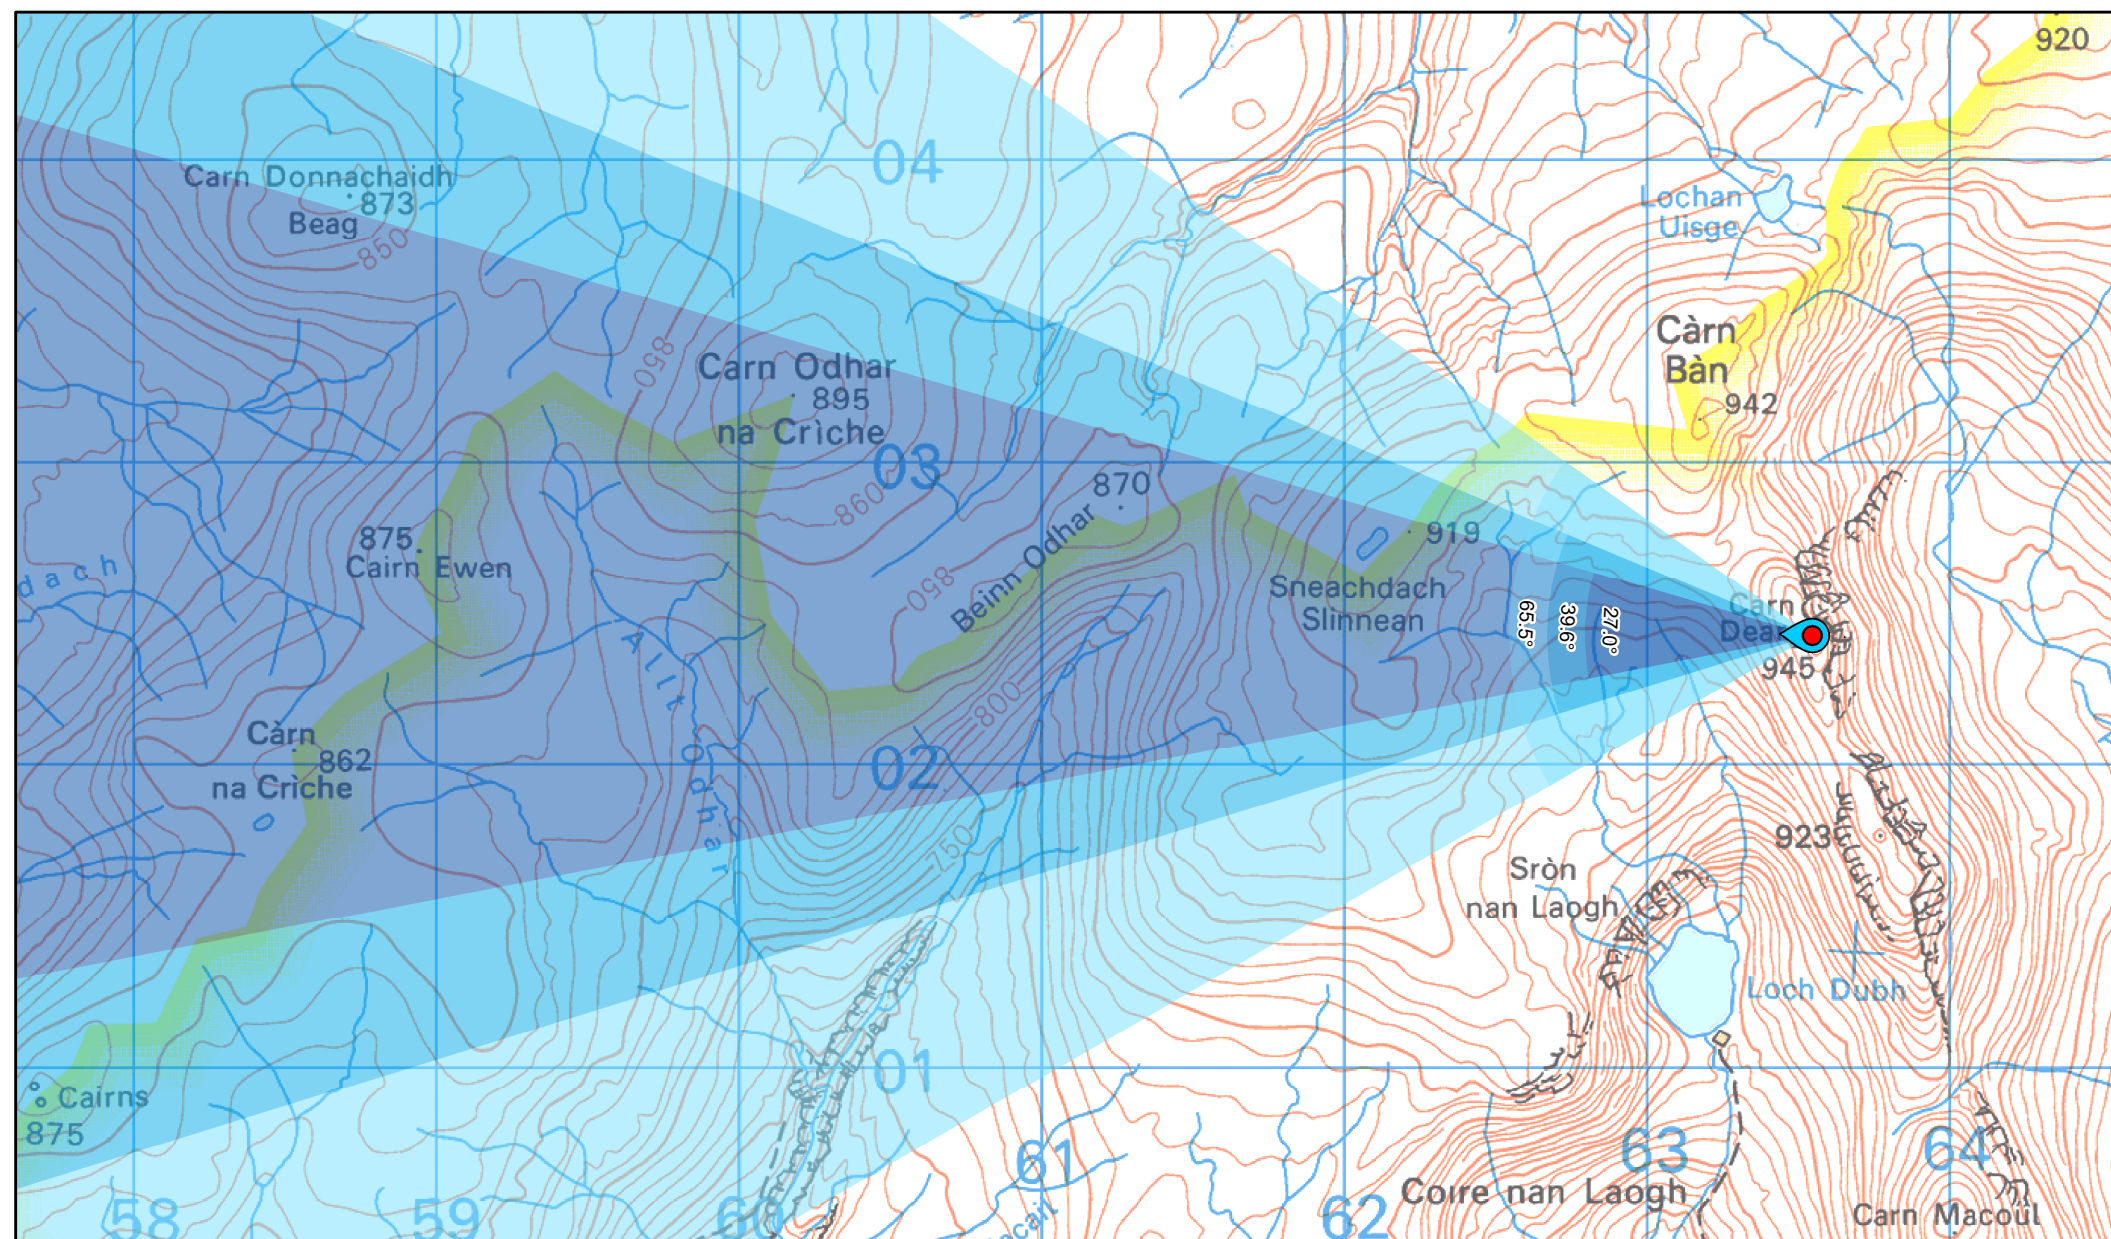 920
04
Carn Donnachaidh
873
Beag
850
Lochan
Uisge
Càrn
Bàn
942
850
Carn Odhar
895
na Crìche
03
870
860
919
875
Cairn Ewen
dach
850
Beinn Odhar
Sneachdach
Slinnean
65.5°
39.6°
27.0°
Carn
945
Allt Odhar
800
Càrn
862
na Crìche
02
750
923
Sròn
nan Laogh
Loch Dubh
01
Cairns
875
61
63
64
58
59
60
62
Coire nan Laogh
Carn Macoul